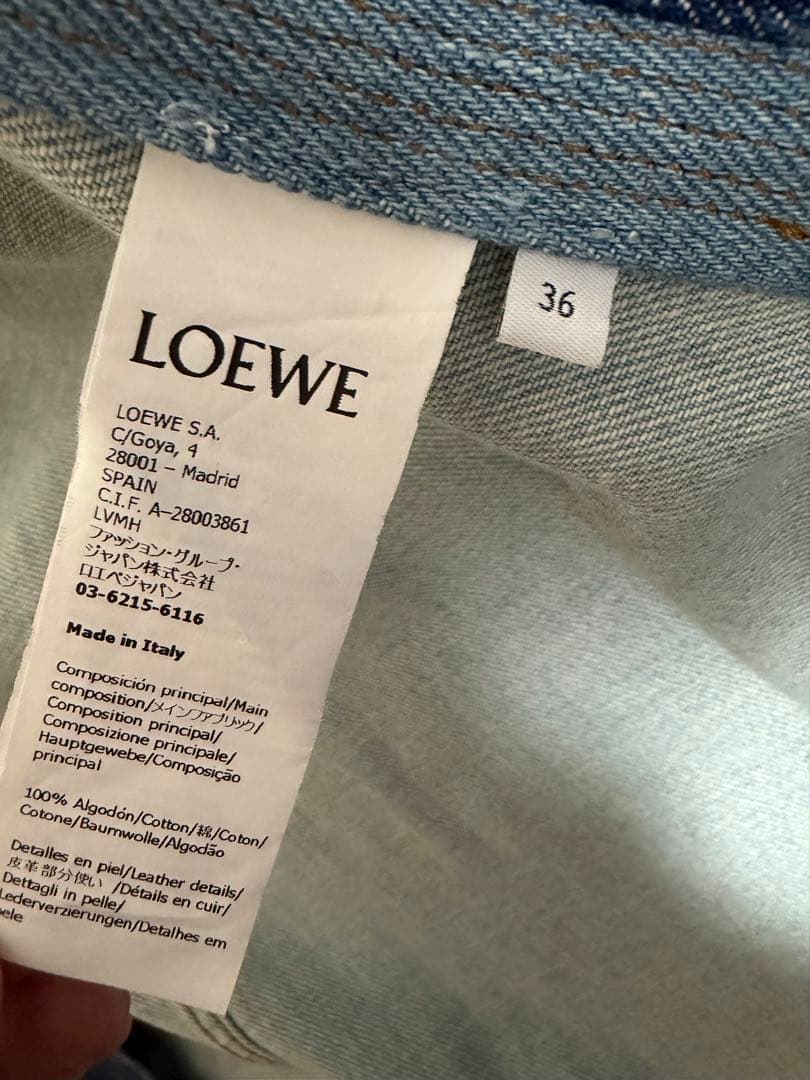 LOEWE
36
LOEWE S.A.
C/Goya, 4
28001 – Madrid
SPAIN
C.I.F. A–28003861
LVMH
ファッション・グループ・
ジャパン株式会社
ロエベジャパン
03-6215-6116
Made in Italy
Composición principal/Main
composition/メインファブリック/
Composition principal/
Composizione principale/
Hauptgewebe/Composição
principal
100% Algodón/Cotton/綿/Coton/
Cotone/Baumwolle/Algodão
Detalles en piel/Leather details/
皮革部分使い /Détails en cuir/
Dettagli in pelle/
Lederverzierungen/Detalhes em
pele